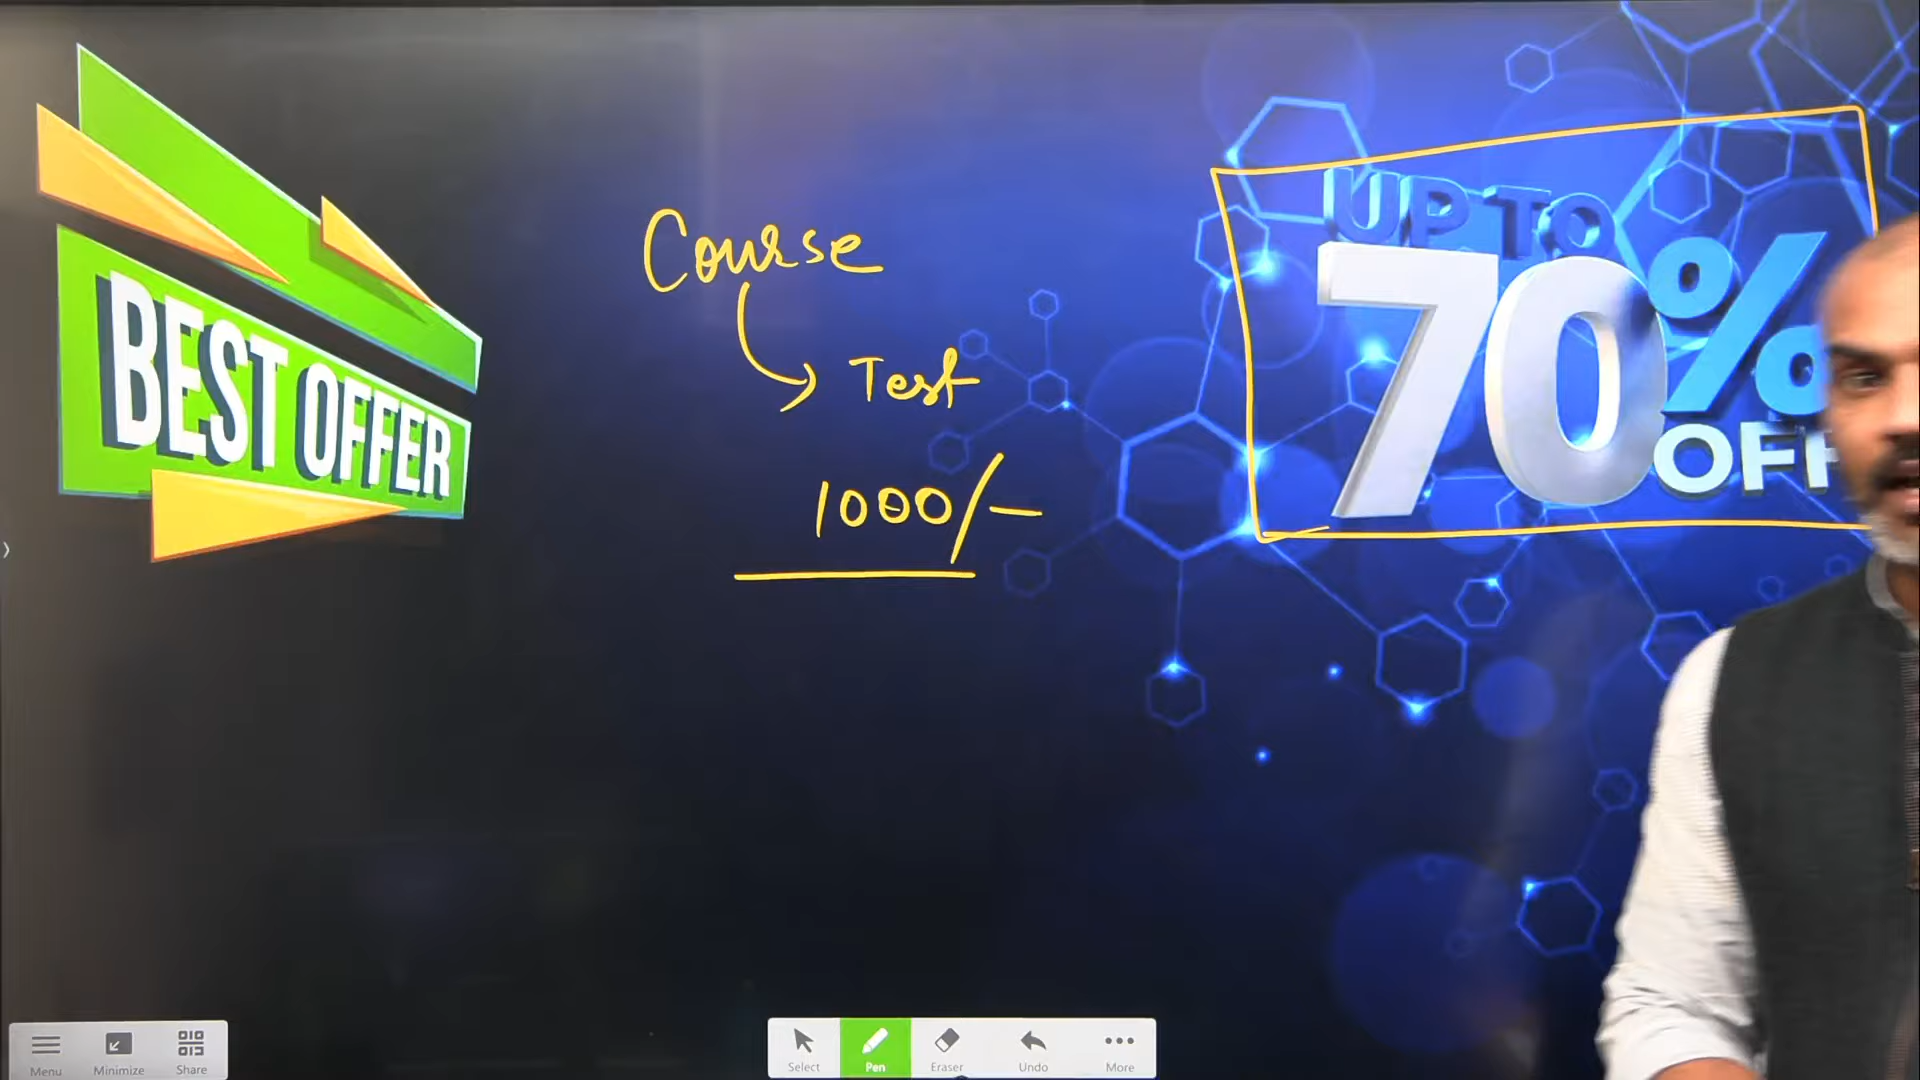 BEST OFFER
Course
Test
1000/-
UP TO
70%
OFF
Menu
Minimize
Share
Select
Pen
Eraser
Undo
More